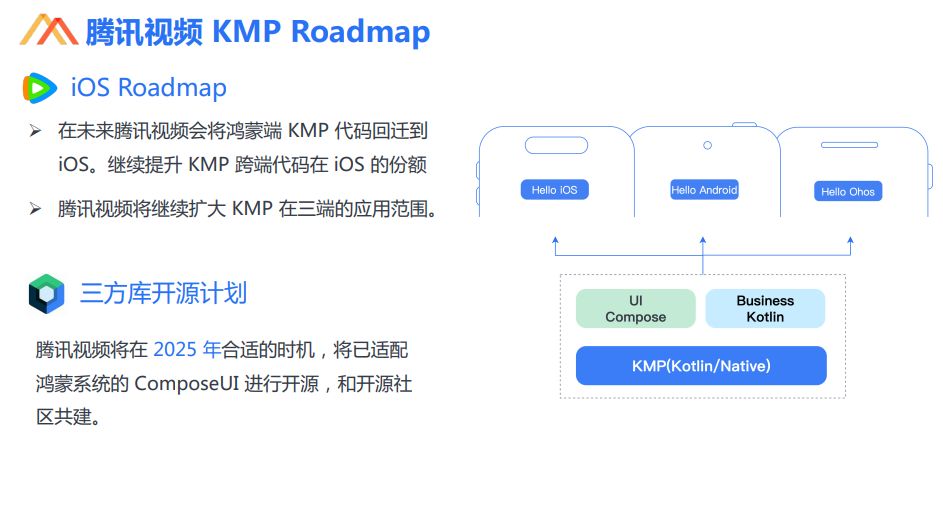 腾讯视频 KMP Roadmap
iOS Roadmap
在未来腾讯视频会将鸿蒙端 KMP 代码回迁到
iOS。继续提升 KMP 跨端代码在 iOS 的份额
腾讯视频将继续扩大 KMP 在三端的应用范围。
三方库开源计划
腾讯视频将在 2025 年合适的时机，将已适配
鸿蒙系统的 ComposeUI 进行开源，和开源社
区共建。
Hello iOS
Hello Android
Hello Ohos
UI
Compose
Business
Kotlin
KMP(Kotlin/Native)